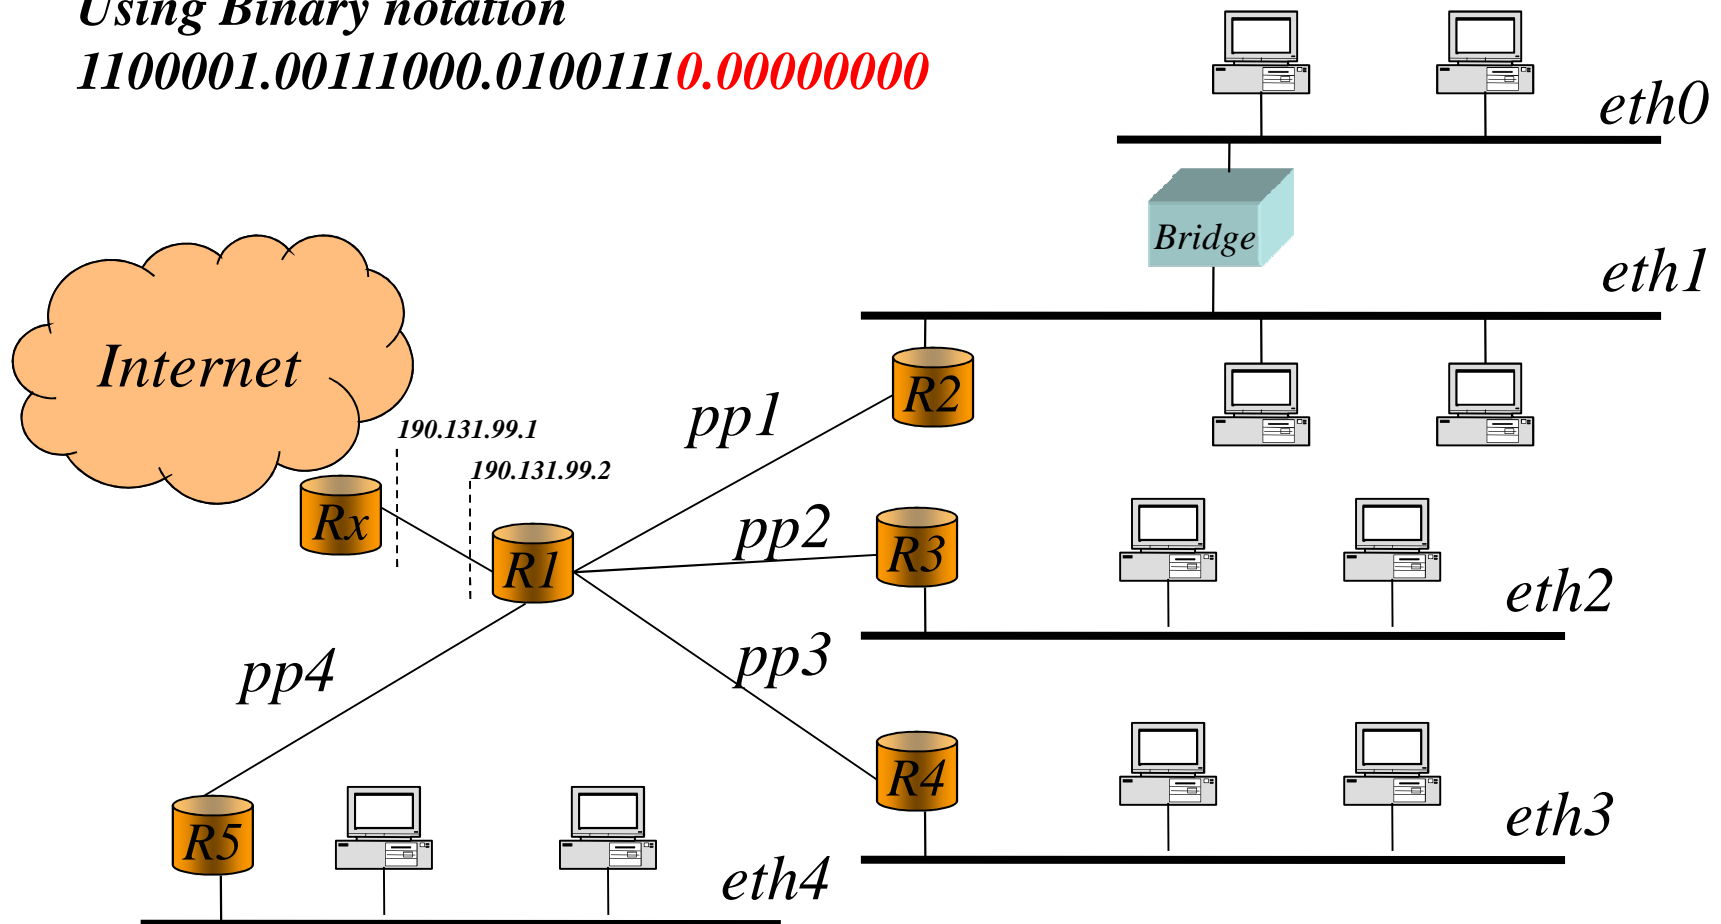 Using Binary notation
1100001.00111000.01001110.00000000
eth0
Bridge
eth1
Internet
R2
pp1
190.131.99.1
190.131.99.2
Rx
pp2
R3
R1
eth2
pp3
pp4
R4
eth3
R5
eth4